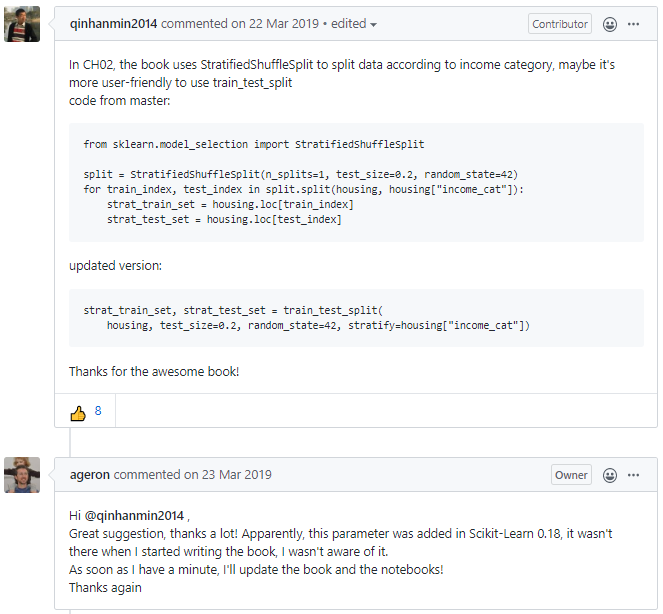 qinhanmin2014 commented on 22 Mar 2019 • edited
Contributor
In CH02, the book uses StratifiedShuffleSplit to split data according to income category, maybe it's
more user-friendly to use train_test_split
code from master:
from sklearn.model_selection import StratifiedShuffleSplit
split = StratifiedShuffleSplit(n_splits=1, test_size=0.2, random_state=42)
for train_index, test_index in split.split(housing, housing["income_cat"]):
    strat_train_set = housing.loc[train_index]
    strat_test_set = housing.loc[test_index]
updated version:
strat_train_set, strat_test_set = train_test_split(
    housing, test_size=0.2, random_state=42, stratify=housing["income_cat"])
Thanks for the awesome book!
👍 8
ageron commented on 23 Mar 2019
Owner
Hi @qinhanmin2014 ,
Great suggestion, thanks a lot! Apparently, this parameter was added in Scikit-Learn 0.18, it wasn't
there when I started writing the book, I wasn't aware of it.
As soon as I have a minute, I'll update the book and the notebooks!
Thanks again